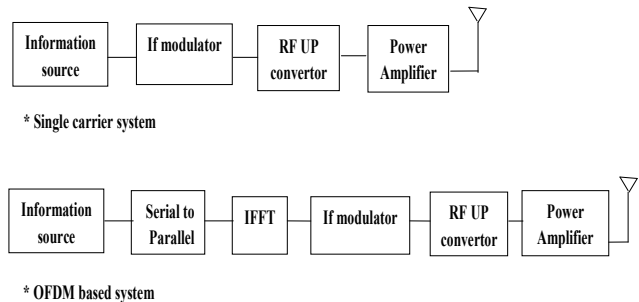 Information source
If modulator
RF UP convertor
Power Amplifier
* Single carrier system
Information source
Serial to Parallel
IFFT
If modulator
RF UP convertor
Power Amplifier
* OFDM based system